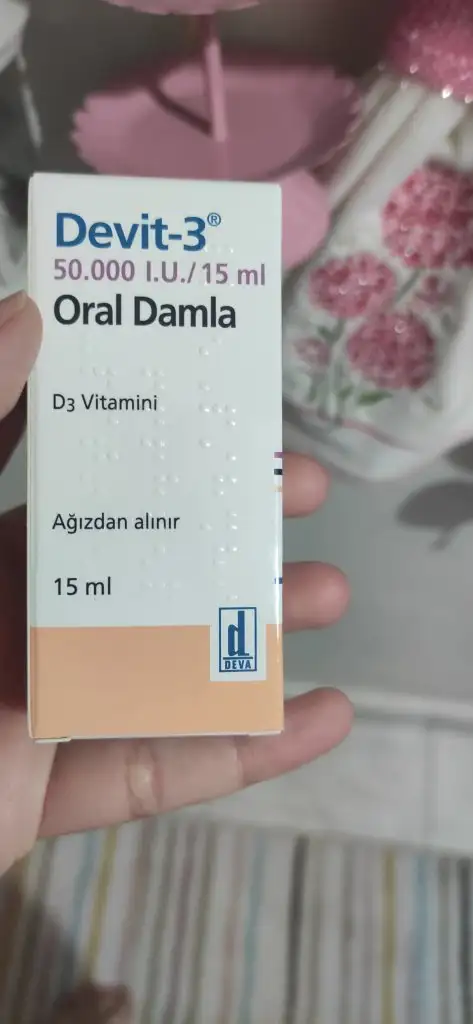 Devit-3®
50.000 I.U./15 ml
Oral Damla
D3 Vitamini
Ağızdan alınır
15 ml
d
DEVA